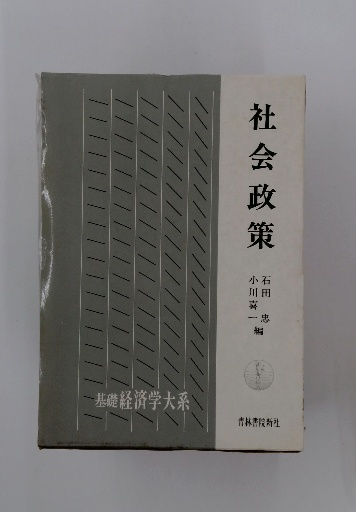 社会政策
石田 忠
小川喜一 編
基礎 経済学大系
青林書院新社